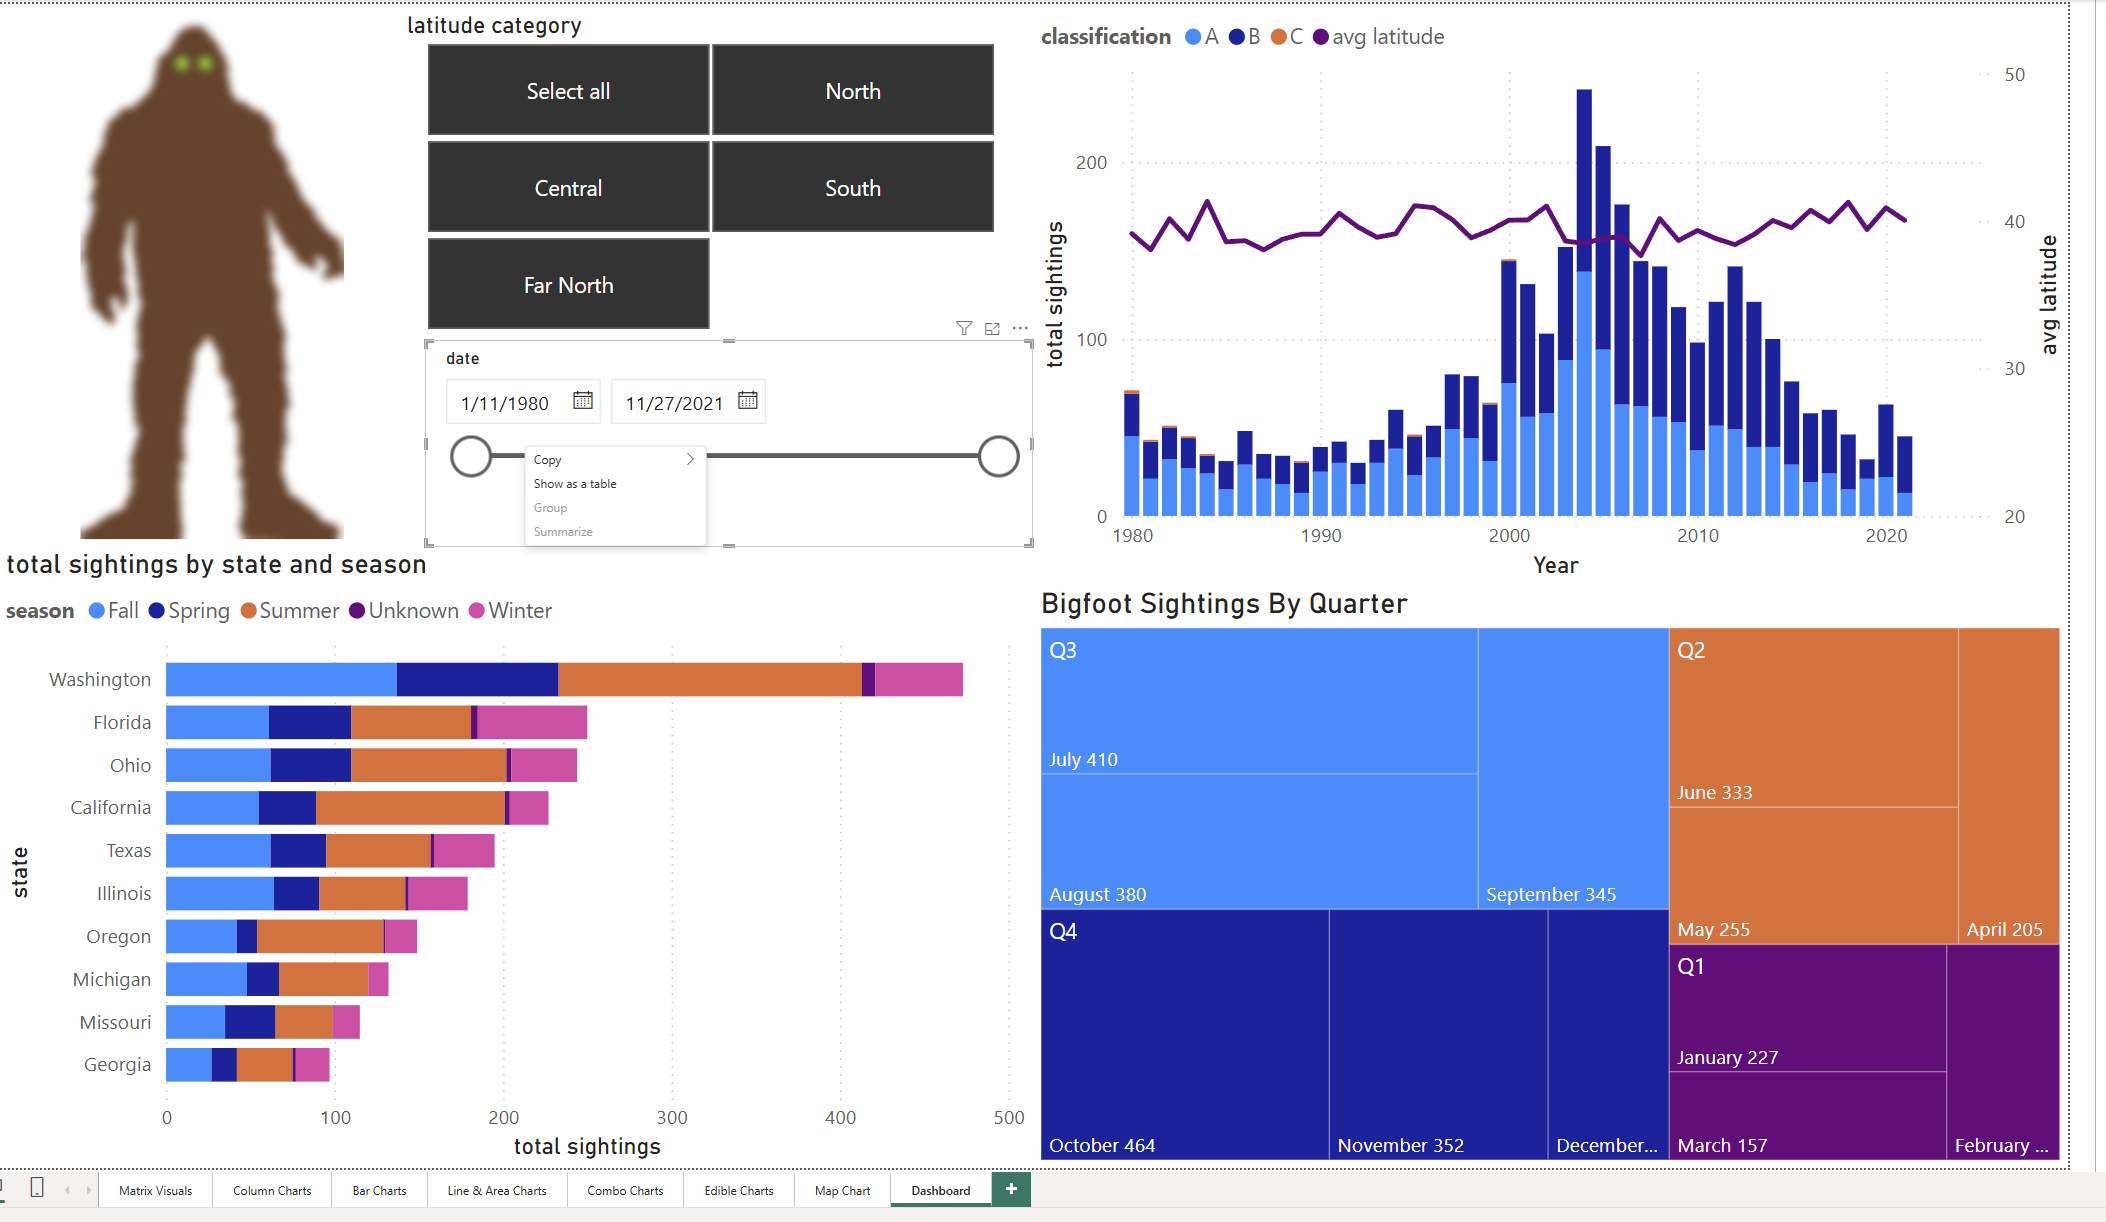 latitude category
Select all
North
Central
South
Far North
date
1/11/1980
11/27/2021
Copy
Show as a table
Group
Summarize
classification A B C avg latitude
total sightings
200
100
0
50
40
30
20
avg latitude
1980 1990 2000 2010 2020
Year
total sightings by state and season
season Fall Spring Summer Unknown Winter
state
Washington
Florida
Ohio
California
Texas
Illinois
Oregon
Michigan
Missouri
Georgia
0 100 200 300 400 500
total sightings
Bigfoot Sightings By Quarter
Q3
July 410
August 380
September 345
Q2
June 333
May 255
April 205
Q4
October 464
November 352
December...
Q1
January 227
March 157
February ...
Matrix Visuals
Column Charts
Bar Charts
Line & Area Charts
Combo Charts
Edible Charts
Map Chart
Dashboard
+